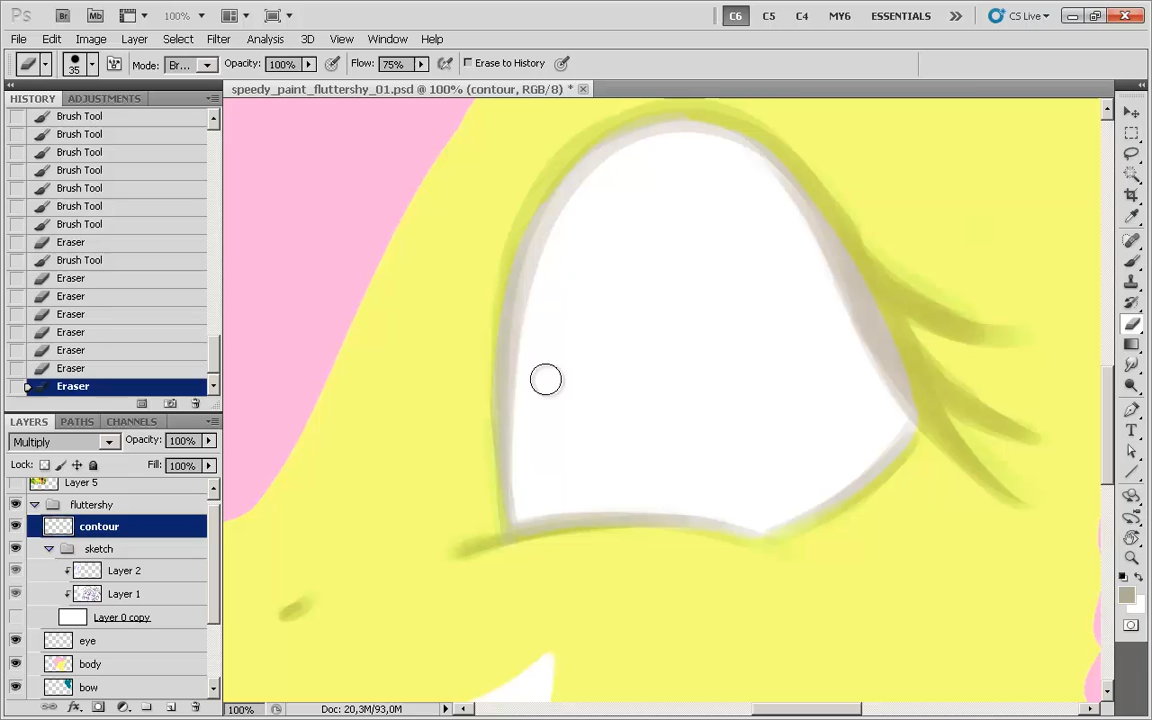 Ps Br Mb 100% C6 C5 C4 MY6 ESSENTIALS CS Live
File Edit Image Layer Select Filter Analysis 3D View Window Help
35 Mode: Br... Opacity: 100% Flow: 75% Erase to History
speedy_paint_fluttershy_01.psd @ 100% (contour, RGB/8) *
HISTORY ADJUSTMENTS
Brush Tool
Brush Tool
Brush Tool
Brush Tool
Brush Tool
Brush Tool
Brush Tool
Eraser
Brush Tool
Eraser
Eraser
Eraser
Eraser
Eraser
Eraser
Eraser
LAYERS PATHS CHANNELS
Multiply Opacity: 100%
Lock: Fill: 100%
Layer 5
fluttershy
contour
sketch
Layer 2
Layer 1
Layer 0 copy
eye
body
bow
fx
T
100% Doc: 20,3M/93,0M